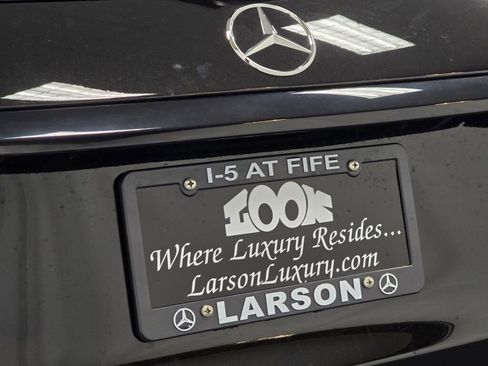 I-5 AT FIFE
LOOK
Where Luxury Resides...
LarsonLuxury.com
LARSON